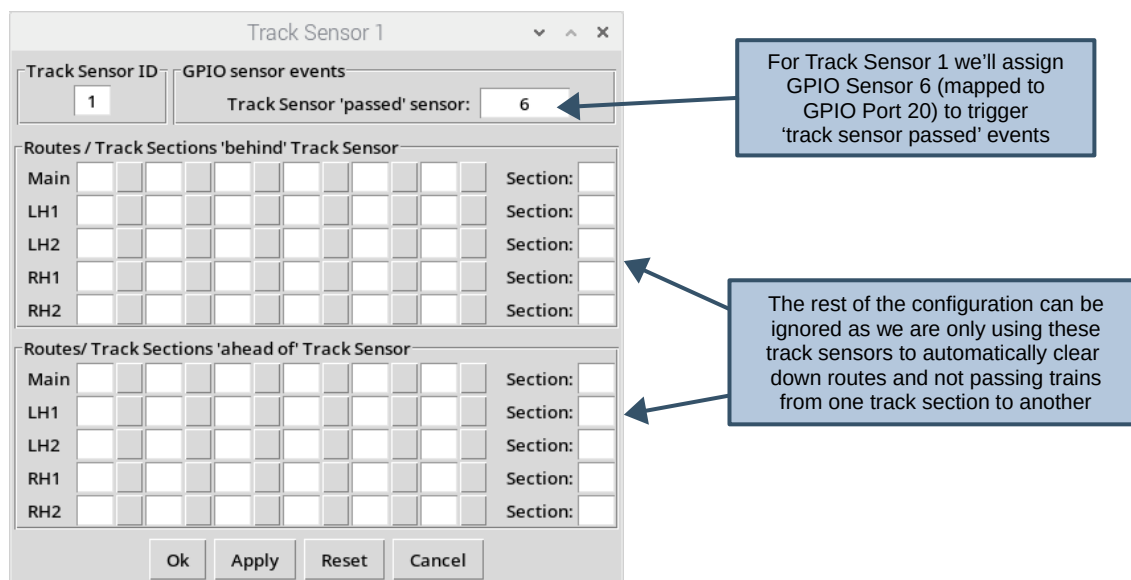 Track Sensor 1
Track Sensor ID
1
GPIO sensor events
Track Sensor 'passed' sensor: 6
Routes / Track Sections 'behind' Track Sensor
Main Section:
LH1 Section:
LH2 Section:
RH1 Section:
RH2 Section:
Routes/ Track Sections 'ahead of' Track Sensor
Main Section:
LH1 Section:
LH2 Section:
RH1 Section:
RH2 Section:
Ok Apply Reset Cancel
For Track Sensor 1 we’ll assign
GPIO Sensor 6 (mapped to
GPIO Port 20) to trigger
‘track sensor passed’ events
The rest of the configuration can be
ignored as we are only using these
track sensors to automatically clear
down routes and not passing trains
from one track section to another